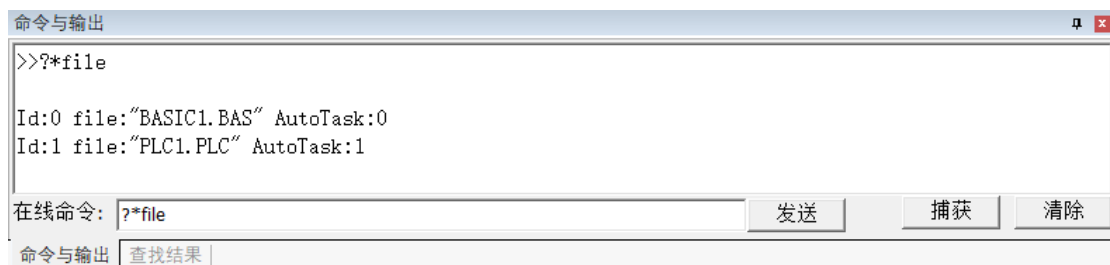 命令与输出
>>?*file
Id:0 file:"BASIC1.BAS" AutoTask:0
Id:1 file:"PLC1.PLC" AutoTask:1
在线命令: ?*file 发送 捕获 清除
命令与输出 查找结果